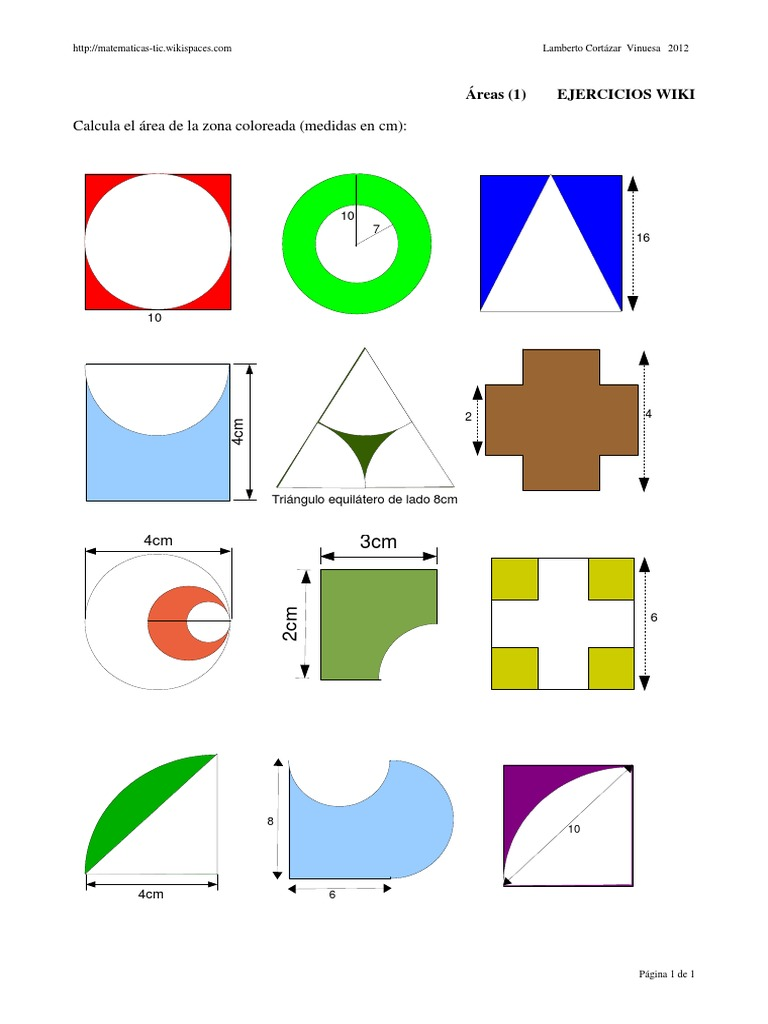 http://matematicas-tic.wikispaces.com Lamberto Cortázar Vinuesa 2012
Áreas (1) EJERCICIOS WIKI
Calcula el área de la zona coloreada (medidas en cm):
10
10
7
16
4cm
Triángulo equilátero de lado 8cm
2
4
4cm
3cm
2cm
6
4cm
8
6
10
Página 1 de 1